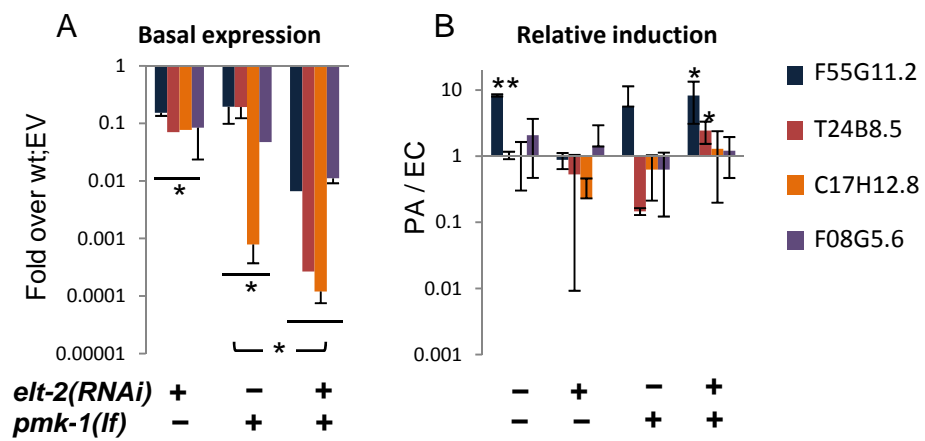 A
Basal expression
Fold over wt;EV
1
0.1
0.01
0.001
0.0001
0.00001
*
*
*
B
Relative induction
PA / EC
10
1
0.1
0.01
0.001
**
*
*
F55G11.2
T24B8.5
C17H12.8
F08G5.6
elt-2(RNAi) + − + − + − +
pmk-1(lf) − + + − − + +